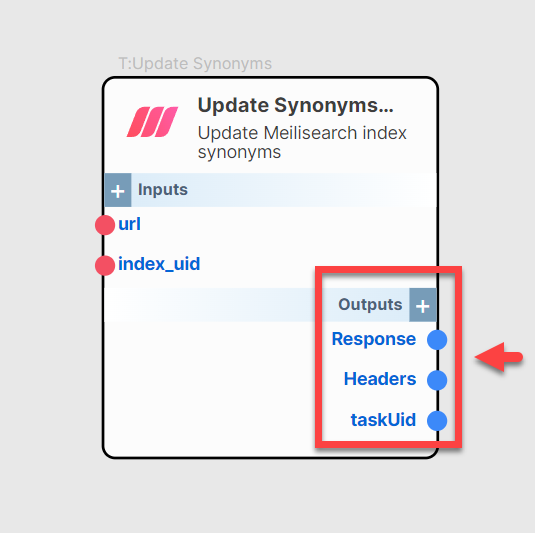 T:Update Synonyms
Update Synonyms...
Update Meilisearch index
synonyms
+ Inputs
url
index_uid
Outputs +
Response
Headers
taskUid